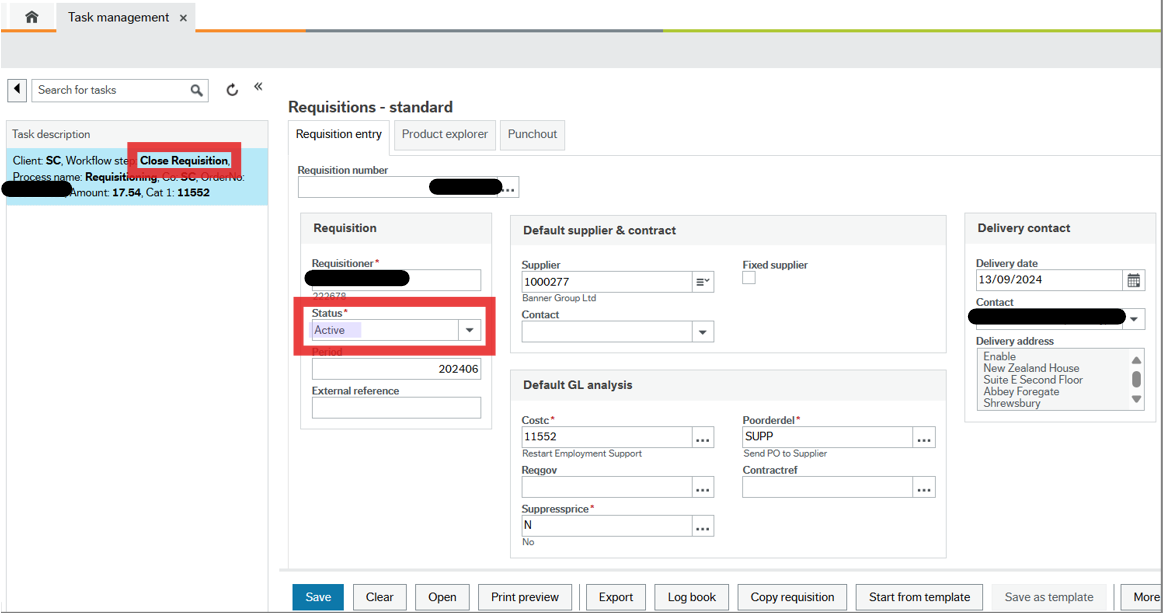 Task management ×
Search for tasks
Task description
Client: SC, Workflow step: Close Requisition,
Process name: Requisitioning, Co: SC, OrderNo:
Amount: 17.54, Cat 1: 11552
Requisitions - standard
Requisition entry
Product explorer
Punchout
Requisition number
...
Requisition
Requisitioner*
222678
Status*
Active
Period
202406
External reference
Default supplier & contract
Supplier
1000277
Banner Group Ltd
Contact
Fixed supplier
Default GL analysis
Costc*
11552
...
Restart Employment Support
Reqgov
...
Suppressprice*
N
...
No
Poorderdel*
SUPP
...
Send PO to Supplier
Contractref
...
Delivery contact
Delivery date
13/09/2024
Contact
Delivery address
Enable
New Zealand House
Suite E Second Floor
Abbey Foregate
Shrewsbury
Save
Clear
Open
Print preview
Export
Log book
Copy requisition
Start from template
Save as template
More